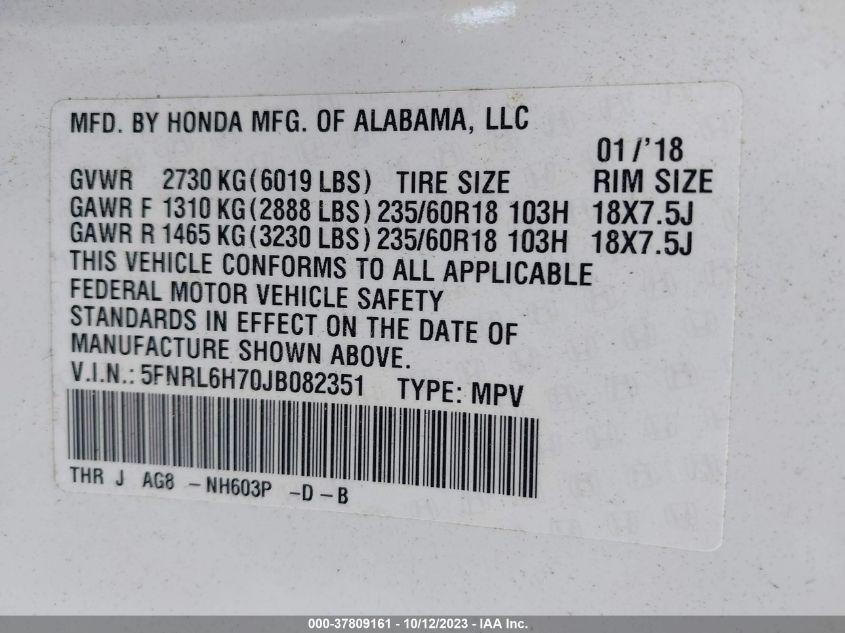 MFD. BY HONDA MFG. OF ALABAMA, LLC
01/'18
GVWR 2730 KG(6019 LBS) TIRE SIZE RIM SIZE
GAWR F 1310 KG(2888 LBS) 235/60R18 103H 18X7.5J
GAWR R 1465 KG(3230 LBS) 235/60R18 103H 18X7.5J
THIS VEHICLE CONFORMS TO ALL APPLICABLE
FEDERAL MOTOR VEHICLE SAFETY
STANDARDS IN EFFECT ON THE DATE OF
MANUFACTURE SHOWN ABOVE.
V.I.N.: 5FNRL6H70JB082351 TYPE: MPV
THR J AG8 -NH603P -D-B
000-37809161 - 10/12/2023 - IAA Inc.